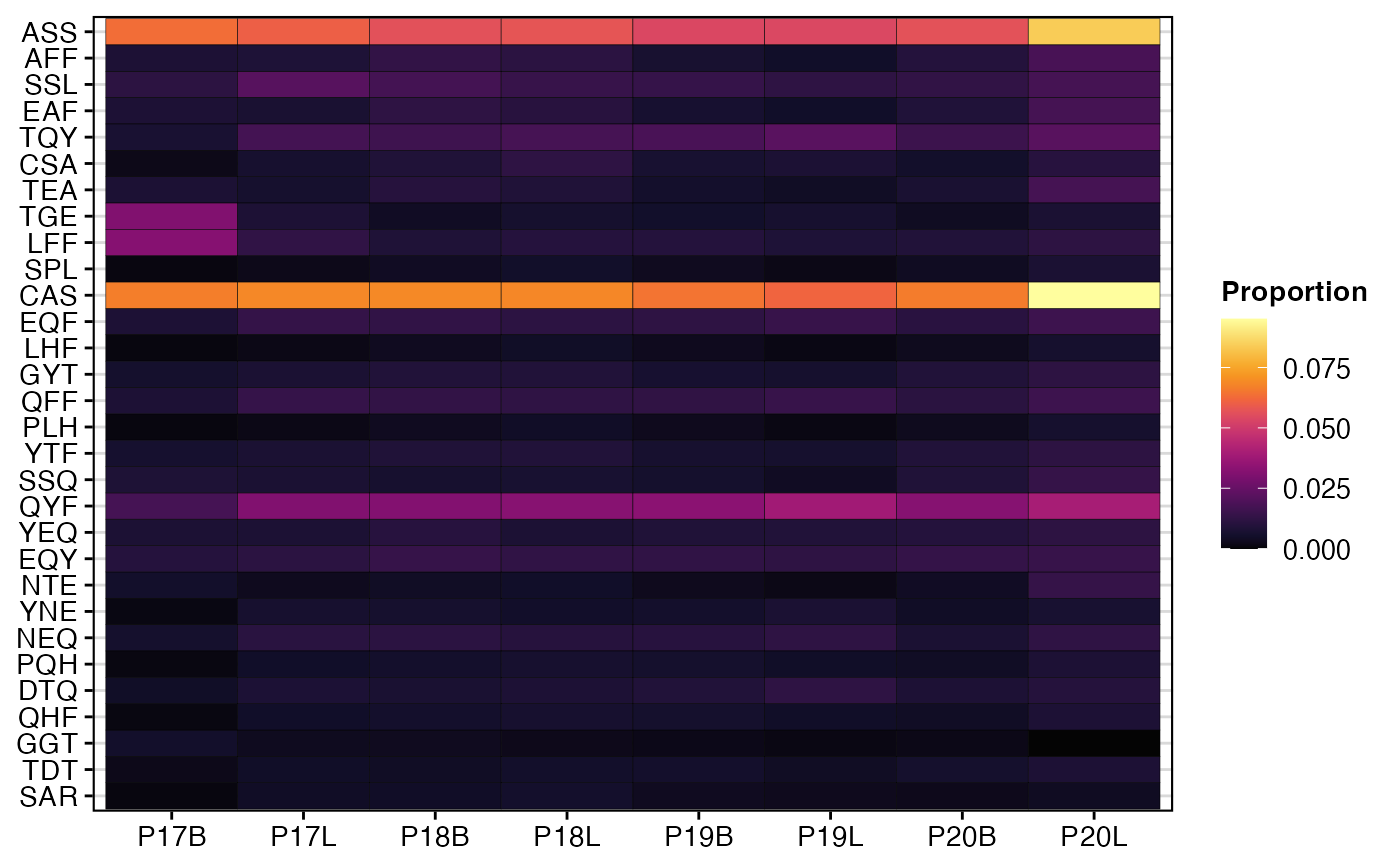 ASS
AFF
SSL
EAF
TQY
CSA
TEA
TGE
LFF
SPL
CAS
EQF
LHF
GYT
QFF
PLH
YTF
SSQ
QYF
YEQ
EQY
NTE
YNE
NEQ
PQH
DTQ
QHF
GGT
TDT
SAR
P17B P17L P18B P18L P19B P19L P20B P20L
Proportion
0.075
0.050
0.025
0.000